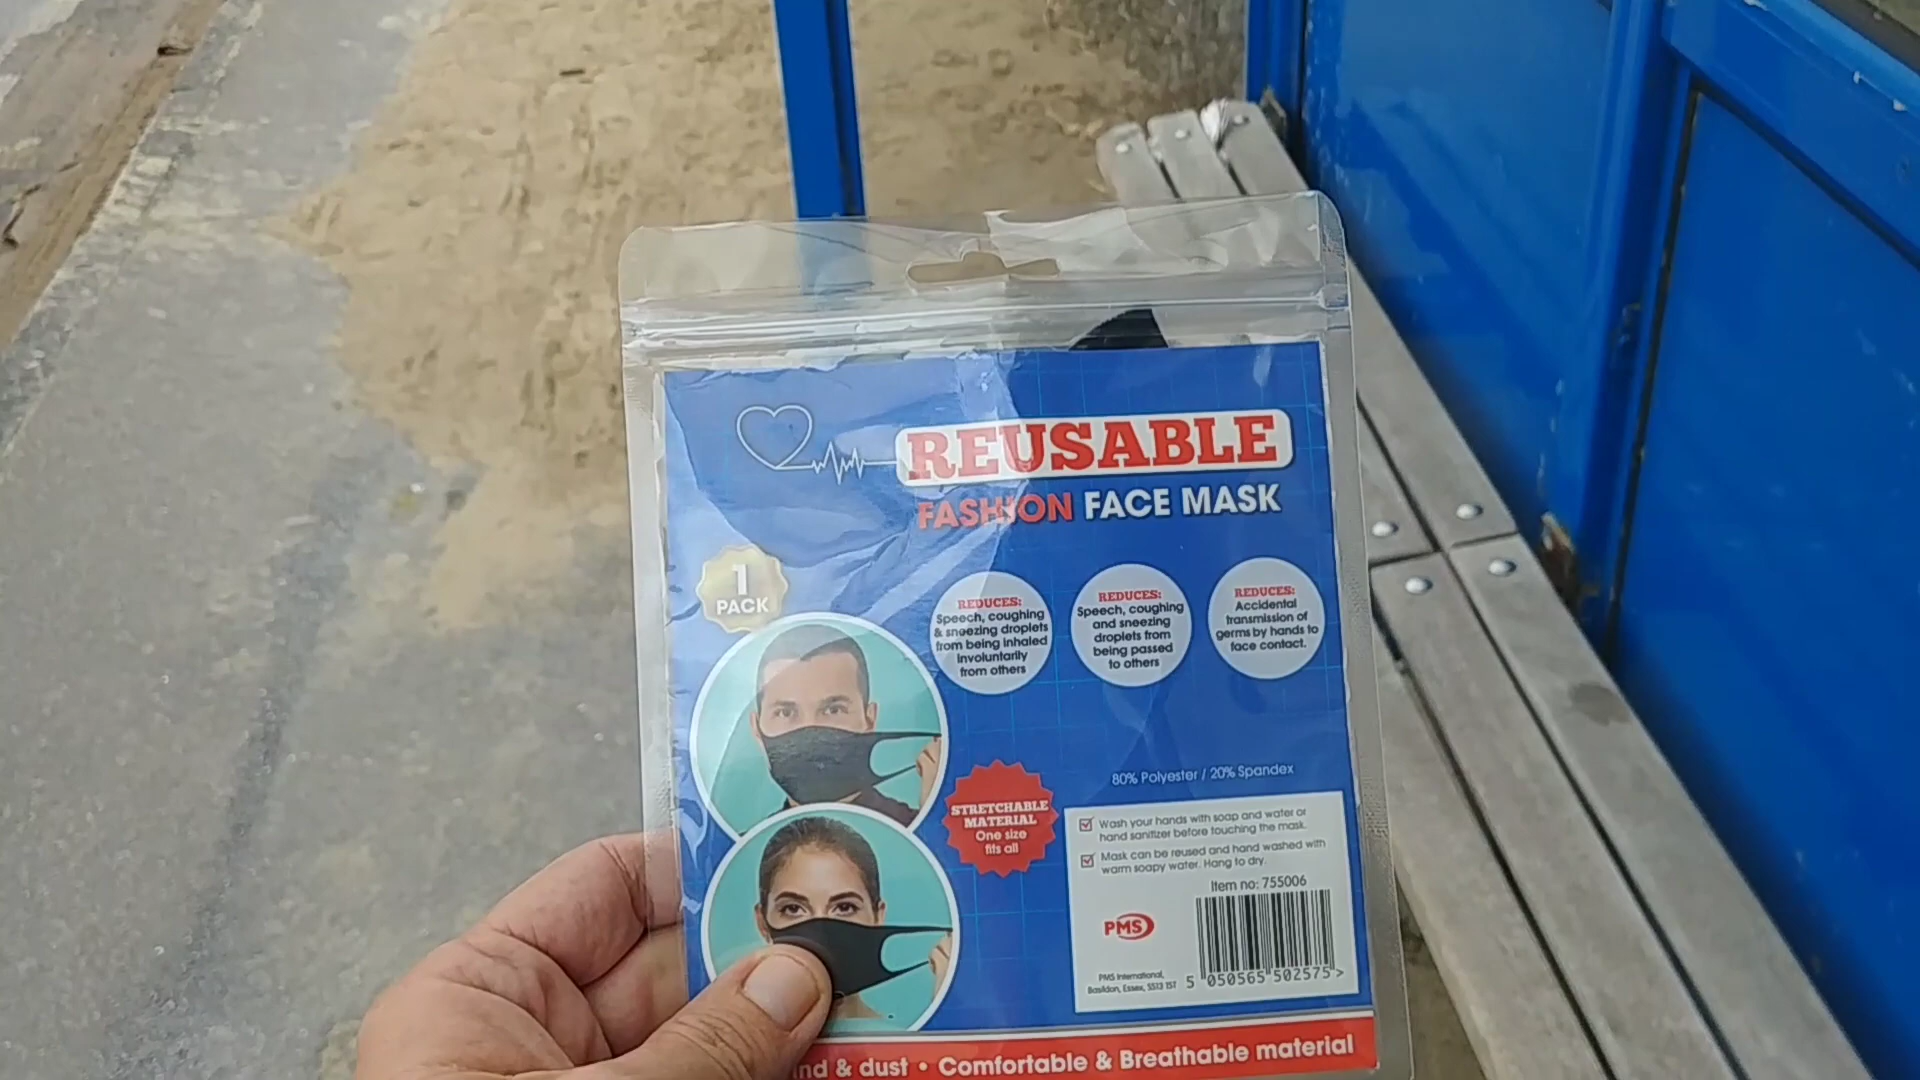 REUSABLE
FASHION FACE MASK
1
PACK
REDUCES:
Speech, coughing
& sneezing droplets
from being inhaled
involuntarily
from others
REDUCES:
Speech, coughing
and sneezing
droplets from
being passed
to others
REDUCES:
Accidental
transmission of
germs by hands to
face contact.
STRETCHABLE
MATERIAL
One size
fits all
80% Polyester / 20% Spandex
Wash your hands with soap and water or
hand sanitizer before touching the mask.
Mask can be reused and hand washed with
warm soapy water. Hang to dry.
Item no: 755006
PMS
PMS International,
Basildon, Essex, SS13 1ST
5 050565 502575 >
& dust • Comfortable & Breathable material